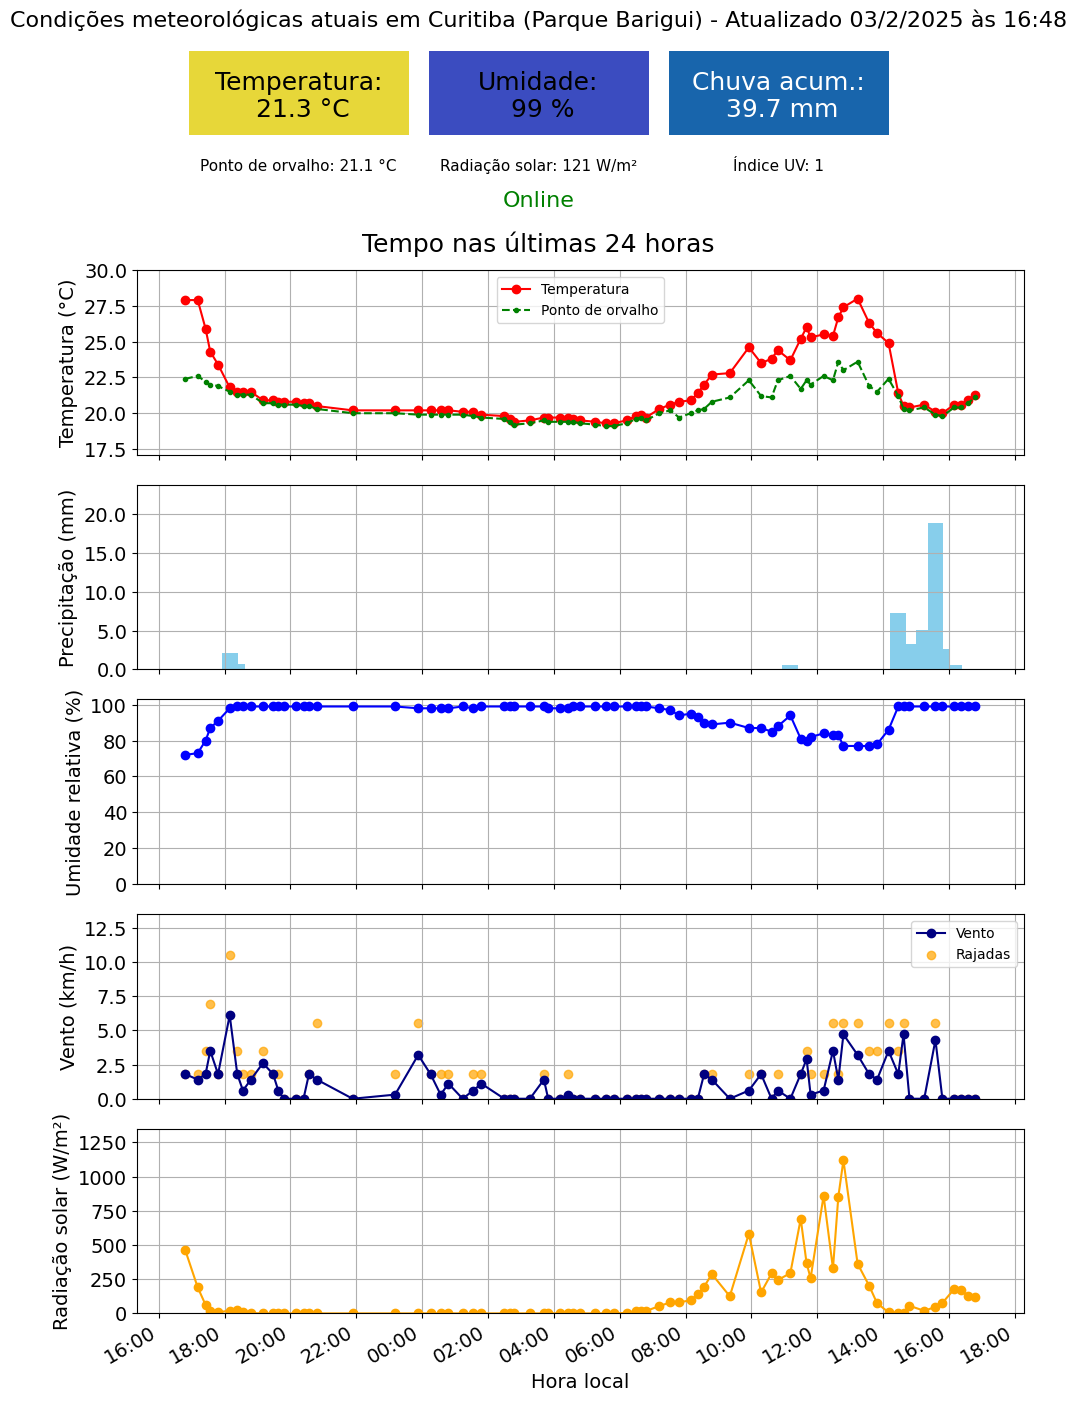 Condições meteorológicas atuais em Curitiba (Parque Barigui) - Atualizado 03/2/2025 às 16:48
Temperatura:
21.3 °C
Umidade:
99 %
Chuva acum.:
39.7 mm
Ponto de orvalho: 21.1 °C
Radiação solar: 121 W/m²
Índice UV: 1
Online
Tempo nas últimas 24 horas
Temperatura (°C)
30.0
27.5
25.0
22.5
20.0
17.5
Temperatura
Ponto de orvalho
Precipitação (mm)
20.0
15.0
10.0
5.0
0.0
Umidade relativa (%)
100
80
60
40
20
0
Vento (km/h)
12.5
10.0
7.5
5.0
2.5
0.0
Vento
Rajadas
Radiação solar (W/m²)
1250
1000
750
500
250
0
16:00
18:00
20:00
22:00
00:00
02:00
04:00
06:00
08:00
10:00
12:00
14:00
16:00
18:00
Hora local